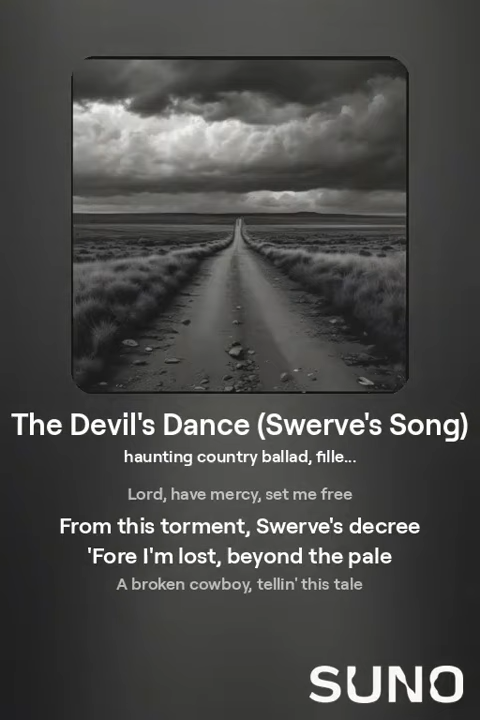 The Devil's Dance (Swerve's Song)
haunting country ballad, fille...
Lord, have mercy, set me free
From this torment, Swerve's decree
'Fore I'm lost, beyond the pale
A broken cowboy, tellin' this tale
SUNO